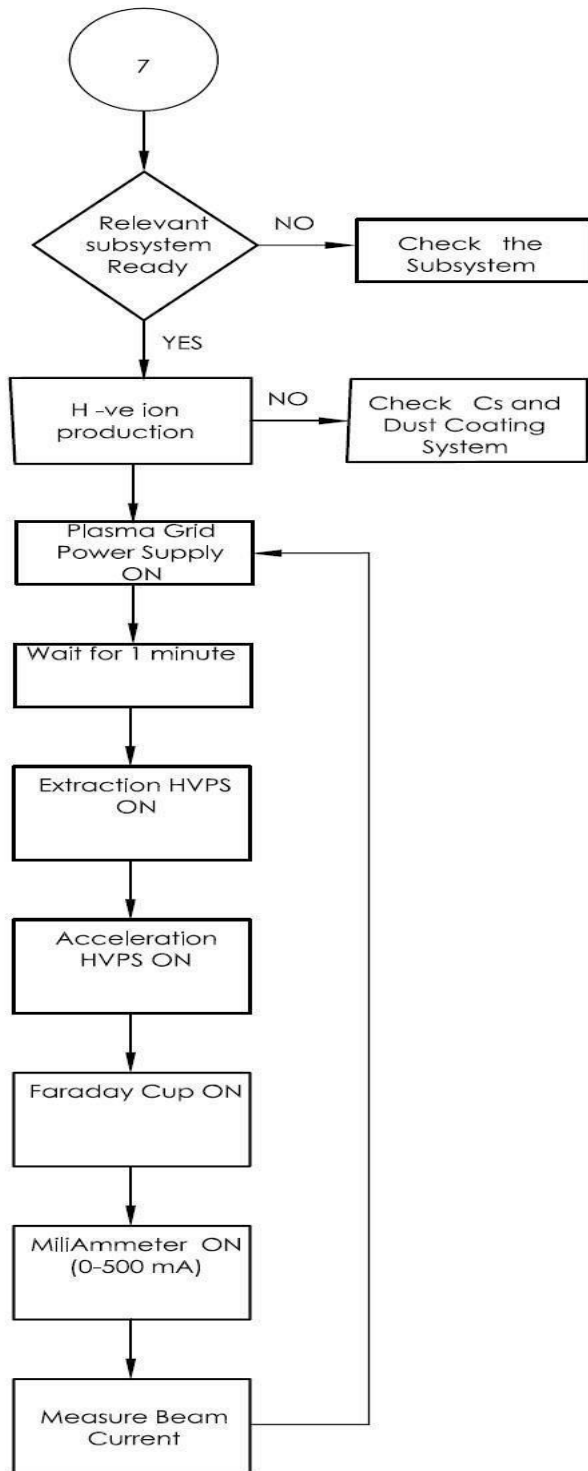 7
Relevant
subsystem
Ready
NO
Check the
Subsystem
YES
H -ve ion
production
NO
Check Cs and
Dust Coating
System
Plasma Grid
Power Supply
ON
Wait for 1 minute
Extraction HVPS
ON
Acceleration
HVPS ON
Faraday Cup ON
MiliAmmeter ON
(0-500 mA)
Measure Beam
Current